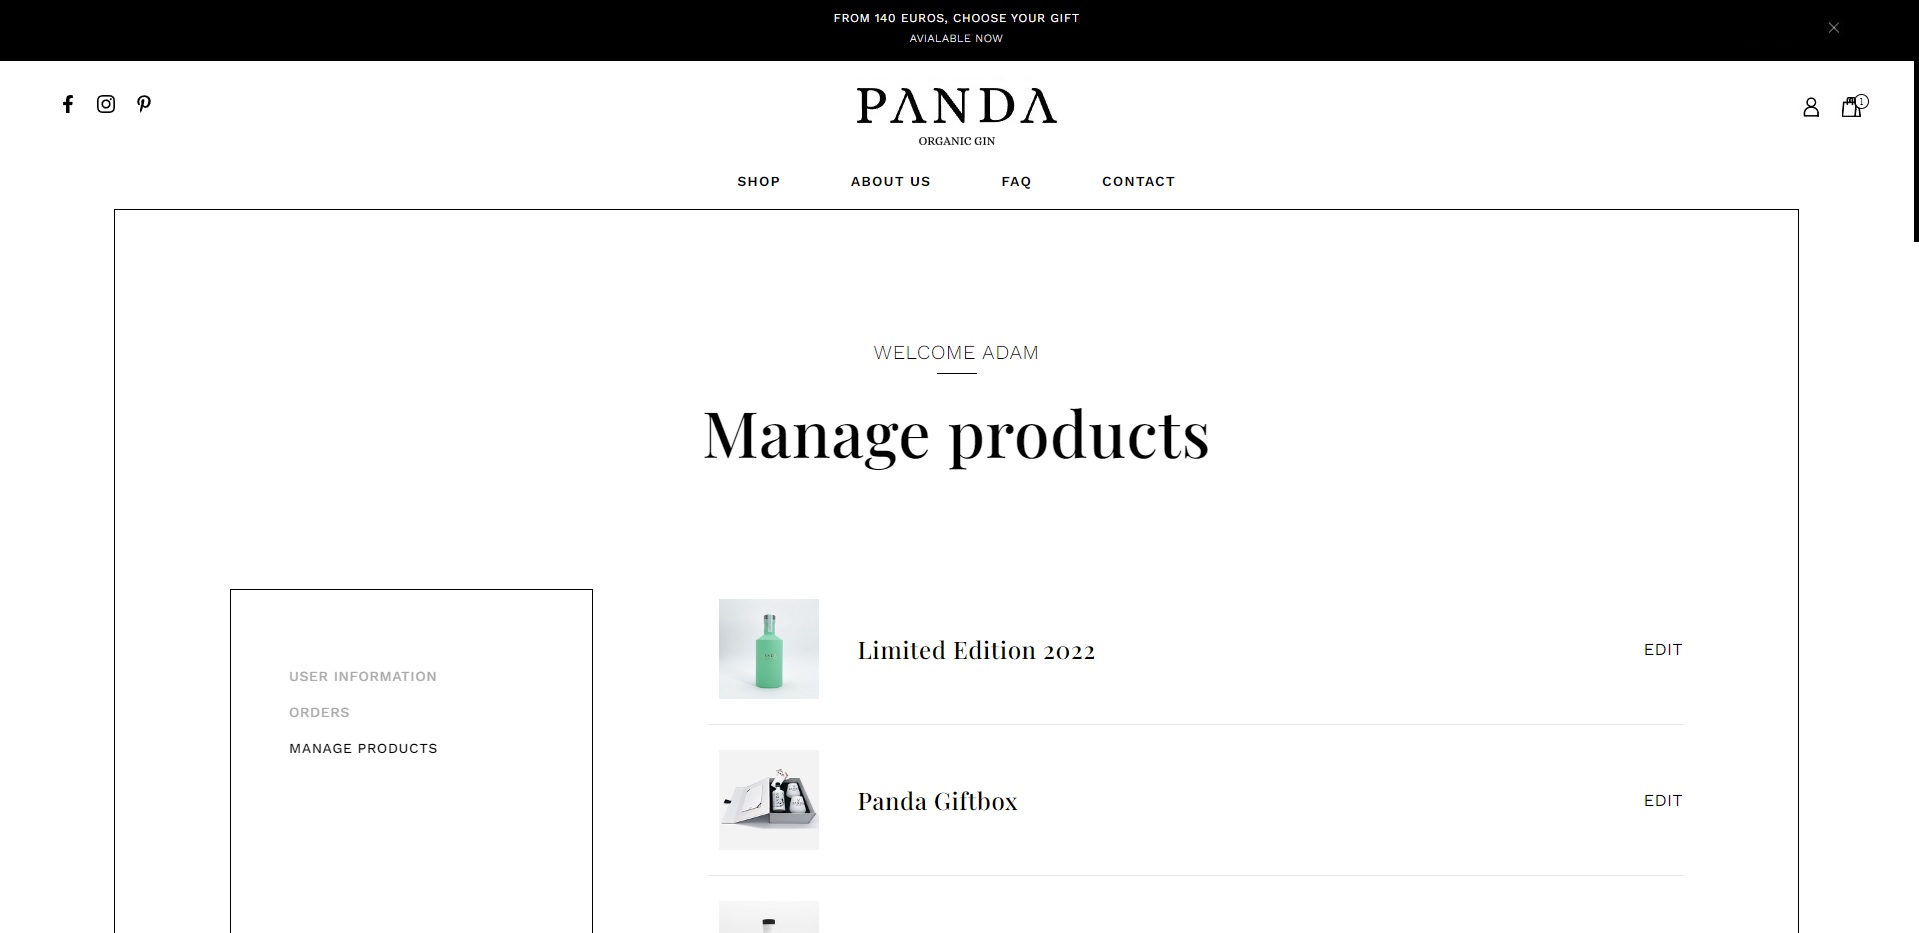 FROM 140 EUROS, CHOOSE YOUR GIFT
AVIALABLE NOW
PANDA
ORGANIC GIN
1
SHOP ABOUT US FAQ CONTACT
WELCOME ADAM
Manage products
USER INFORMATION
ORDERS
MANAGE PRODUCTS
Limited Edition 2022 EDIT
Panda Giftbox EDIT